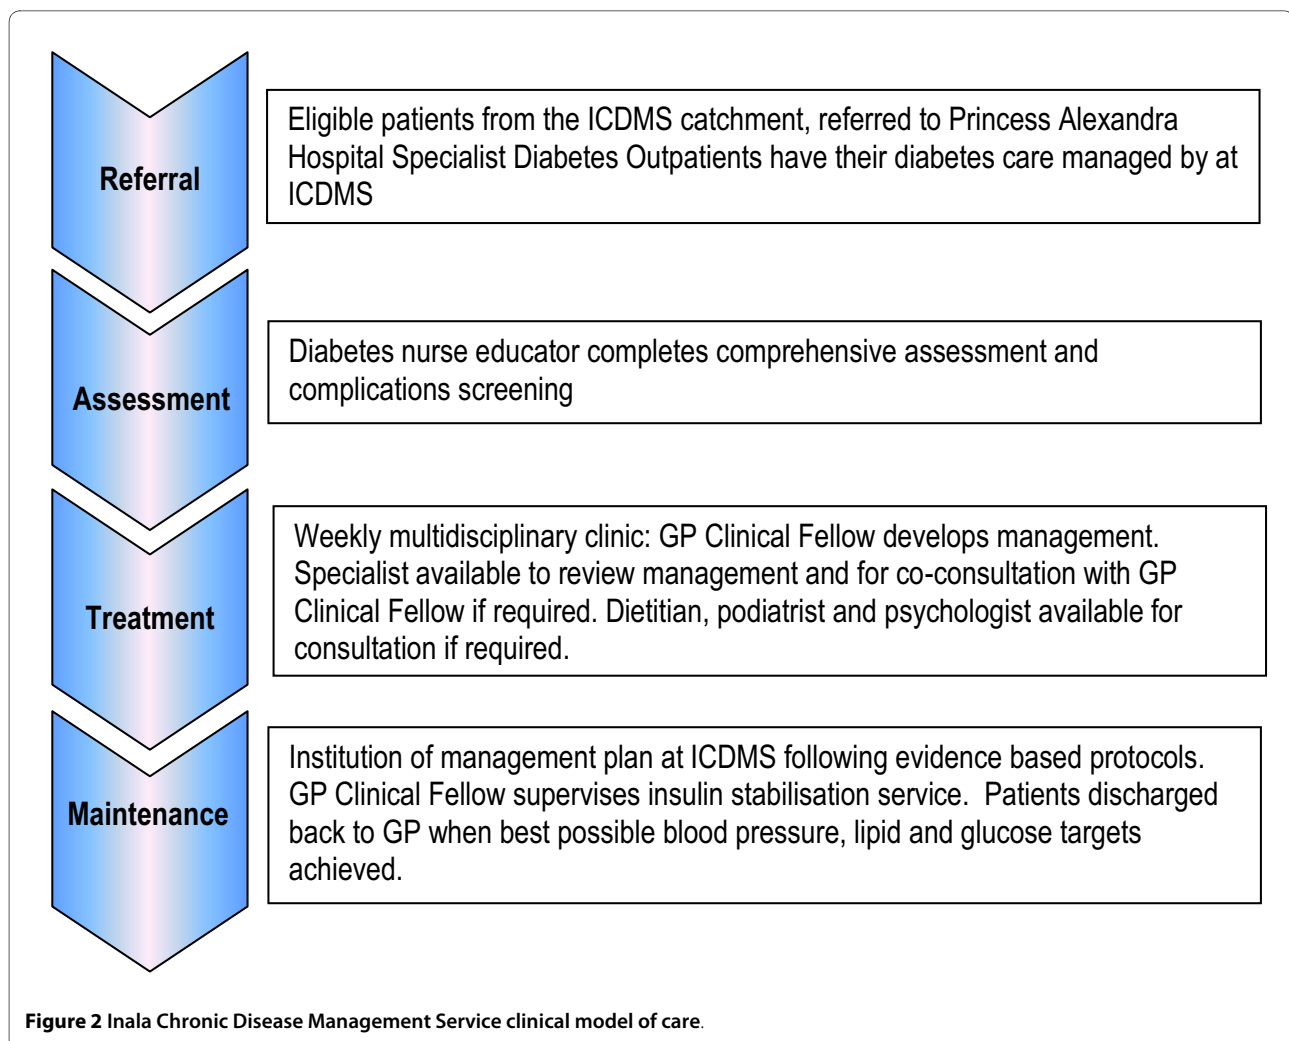 Referral
Eligible patients from the ICDMS catchment, referred to Princess Alexandra
Hospital Specialist Diabetes Outpatients have their diabetes care managed by at
ICDMS
Assessment
Diabetes nurse educator completes comprehensive assessment and
complications screening
Treatment
Weekly multidisciplinary clinic: GP Clinical Fellow develops management.
Specialist available to review management and for co-consultation with GP
Clinical Fellow if required. Dietitian, podiatrist and psychologist available for
consultation if required.
Maintenance
Institution of management plan at ICDMS following evidence based protocols.
GP Clinical Fellow supervises insulin stabilisation service.  Patients discharged
back to GP when best possible blood pressure, lipid and glucose targets
achieved.
Figure 2 Inala Chronic Disease Management Service clinical model of care.